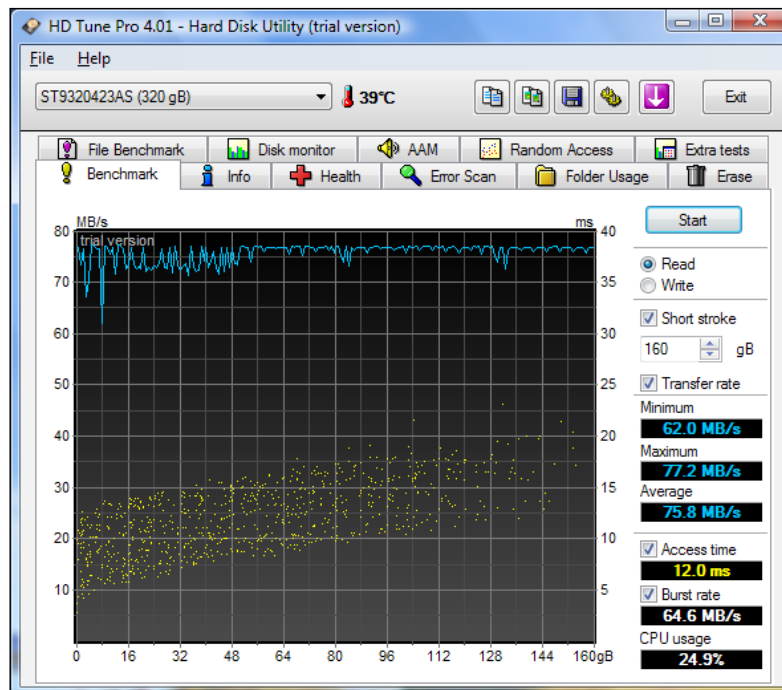 HD Tune Pro 4.01 - Hard Disk Utility (trial version)
File Help
ST9320423AS (320 gB) 39°C Exit
File Benchmark Disk monitor AAM Random Access Extra tests
Benchmark Info Health Error Scan Folder Usage Erase
MB/s ms
trial version
80 40
70 35
60 30
50 25
40 20
30 15
20 10
10 5
0 16 32 48 64 80 96 112 128 144 160gB
Start
Read
Write
Short stroke
160 gB
Transfer rate
Minimum
62.0 MB/s
Maximum
77.2 MB/s
Average
75.8 MB/s
Access time
12.0 ms
Burst rate
64.6 MB/s
CPU usage
24.9%